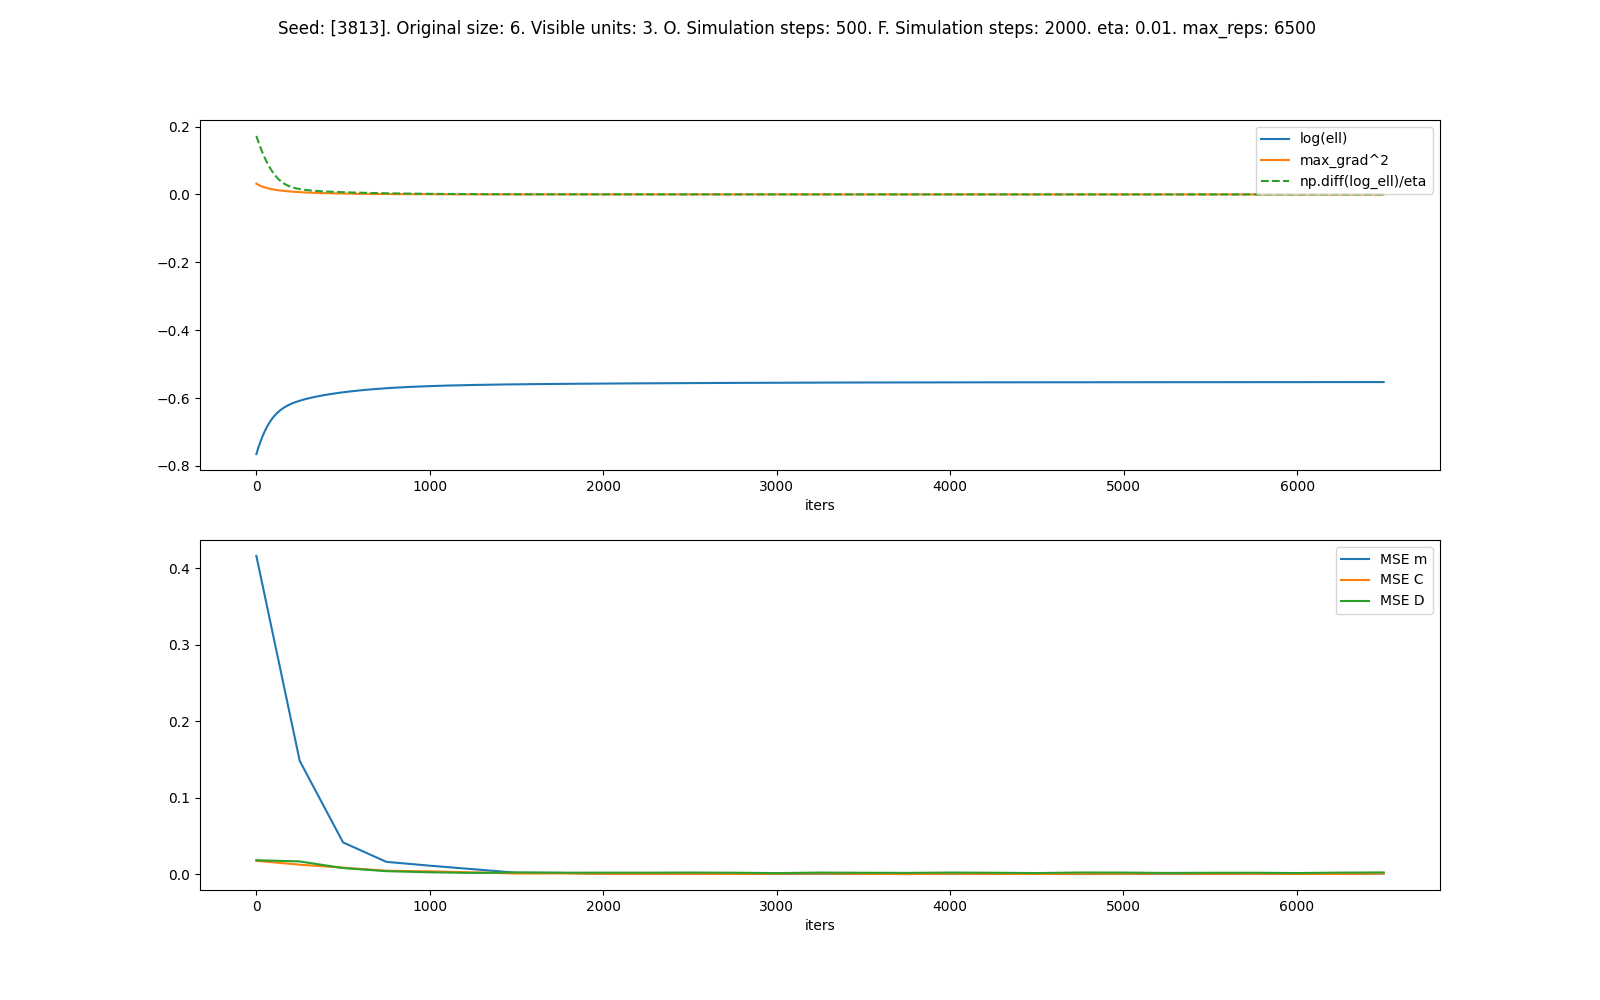 Seed: [3813]. Original size: 6. Visible units: 3. O. Simulation steps: 500. F. Simulation steps: 2000. eta: 0.01. max_reps: 6500
0.2
0.0
−0.2
−0.4
−0.6
−0.8
log(ell)
max_grad^2
np.diff(log_ell)/eta
0 1000 2000 3000 4000 5000 6000
iters
0.4
0.3
0.2
0.1
0.0
MSE m
MSE C
MSE D
0 1000 2000 3000 4000 5000 6000
iters